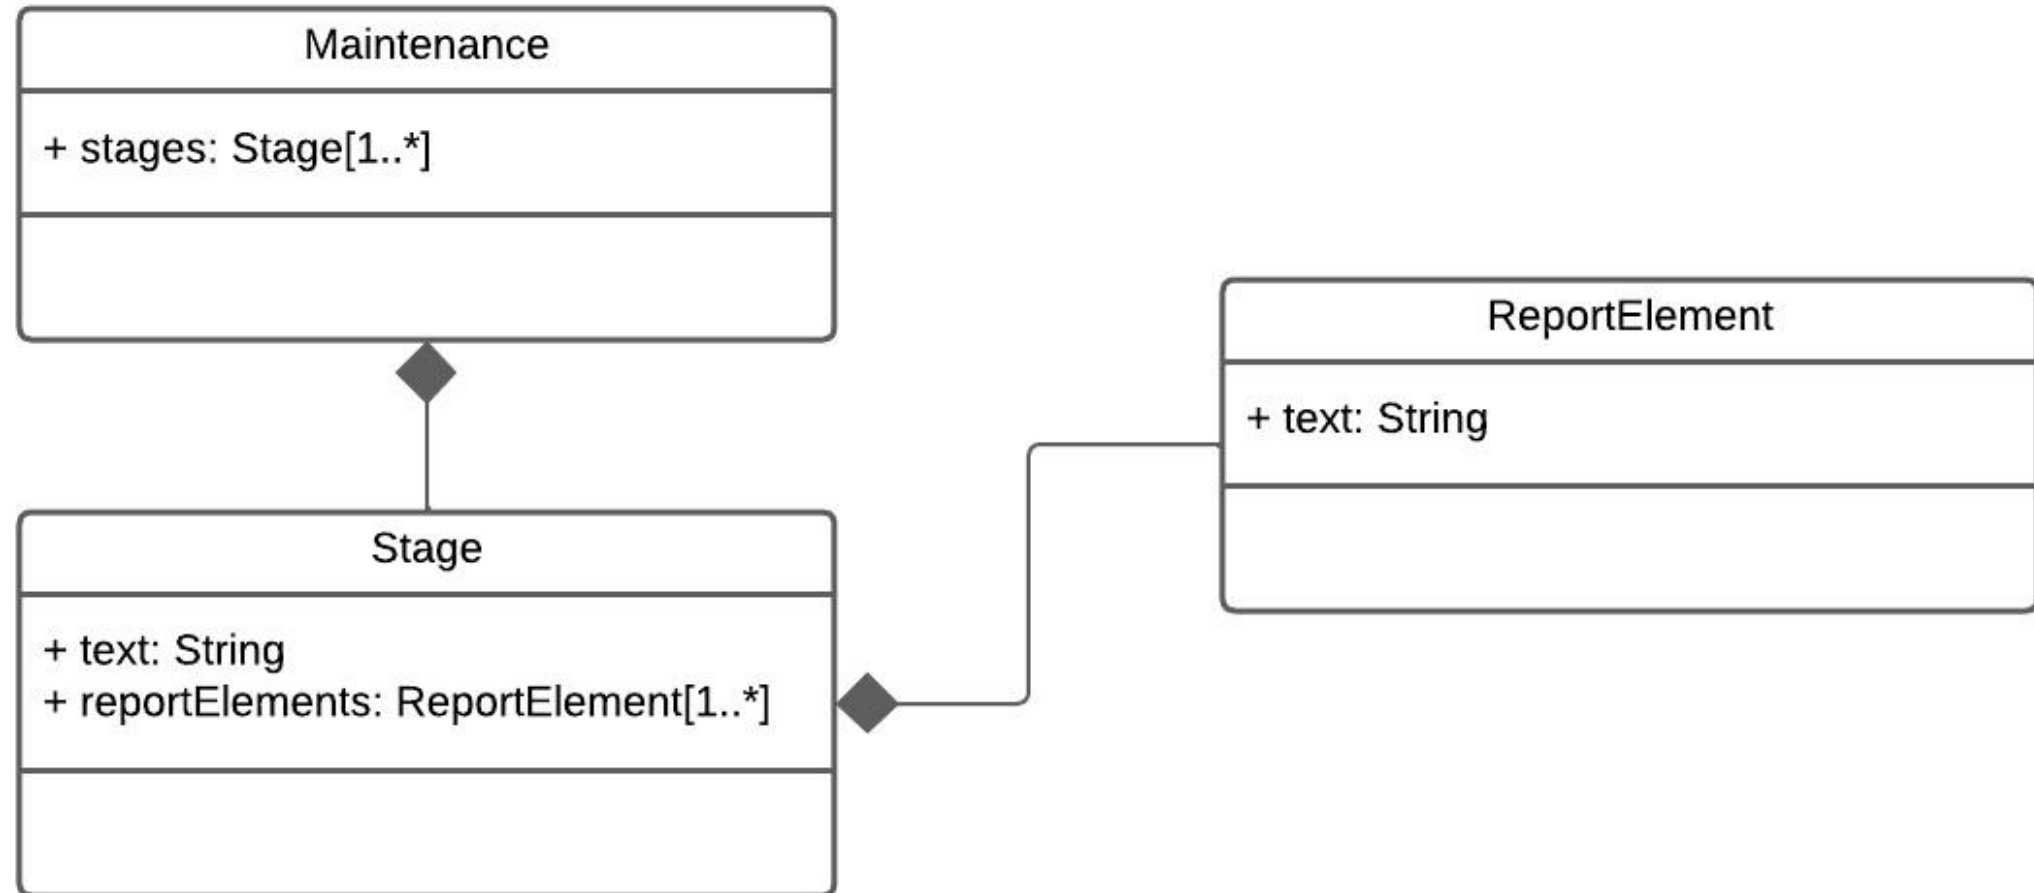 Maintenance
+ stages: Stage[1..*]
ReportElement
+ text: String
Stage
+ text: String
+ reportElements: ReportElement[1..*]